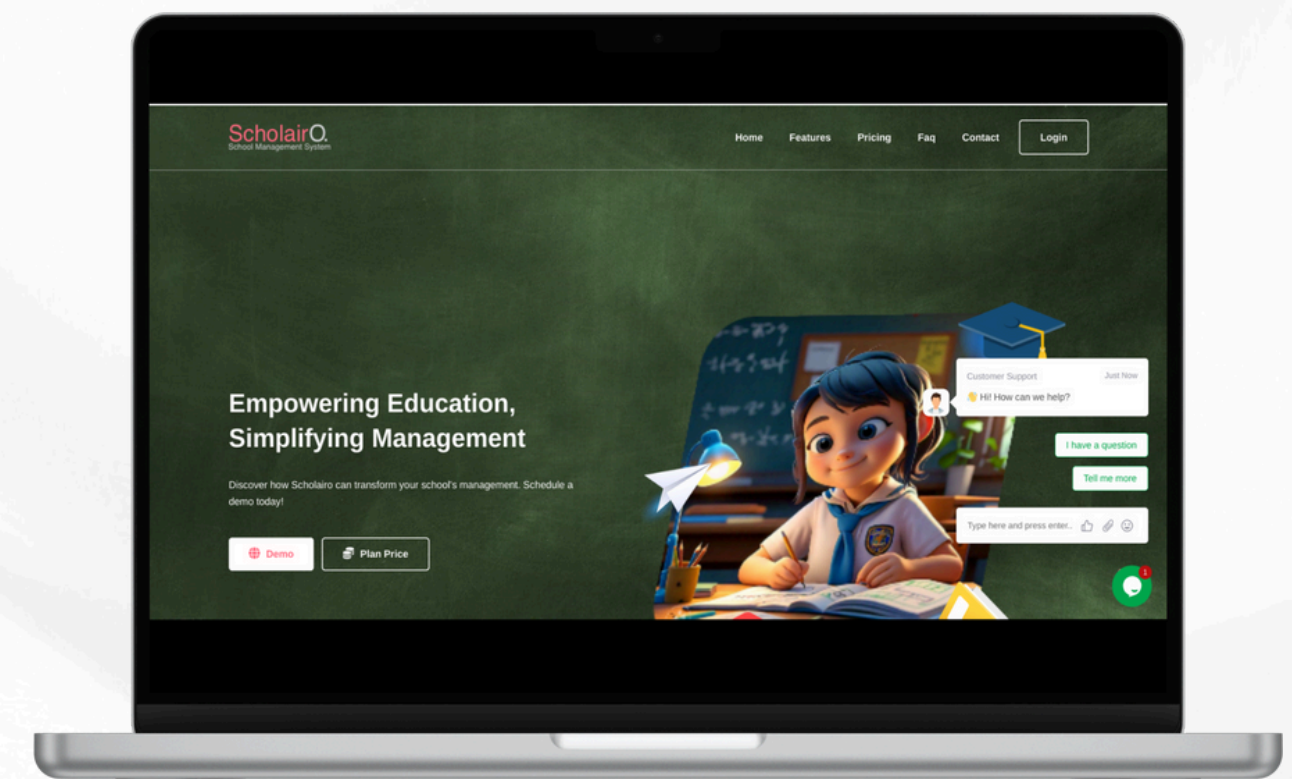 ScholairO.
School Management System
Home Features Pricing Faq Contact Login
Empowering Education,
Simplifying Management
Discover how Scholairo can transform your school's management. Schedule a
demo today!
Demo Plan Price
Customer Support Just Now
👋 Hi! How can we help?
I have a question
Tell me more
Type here and press enter..
1